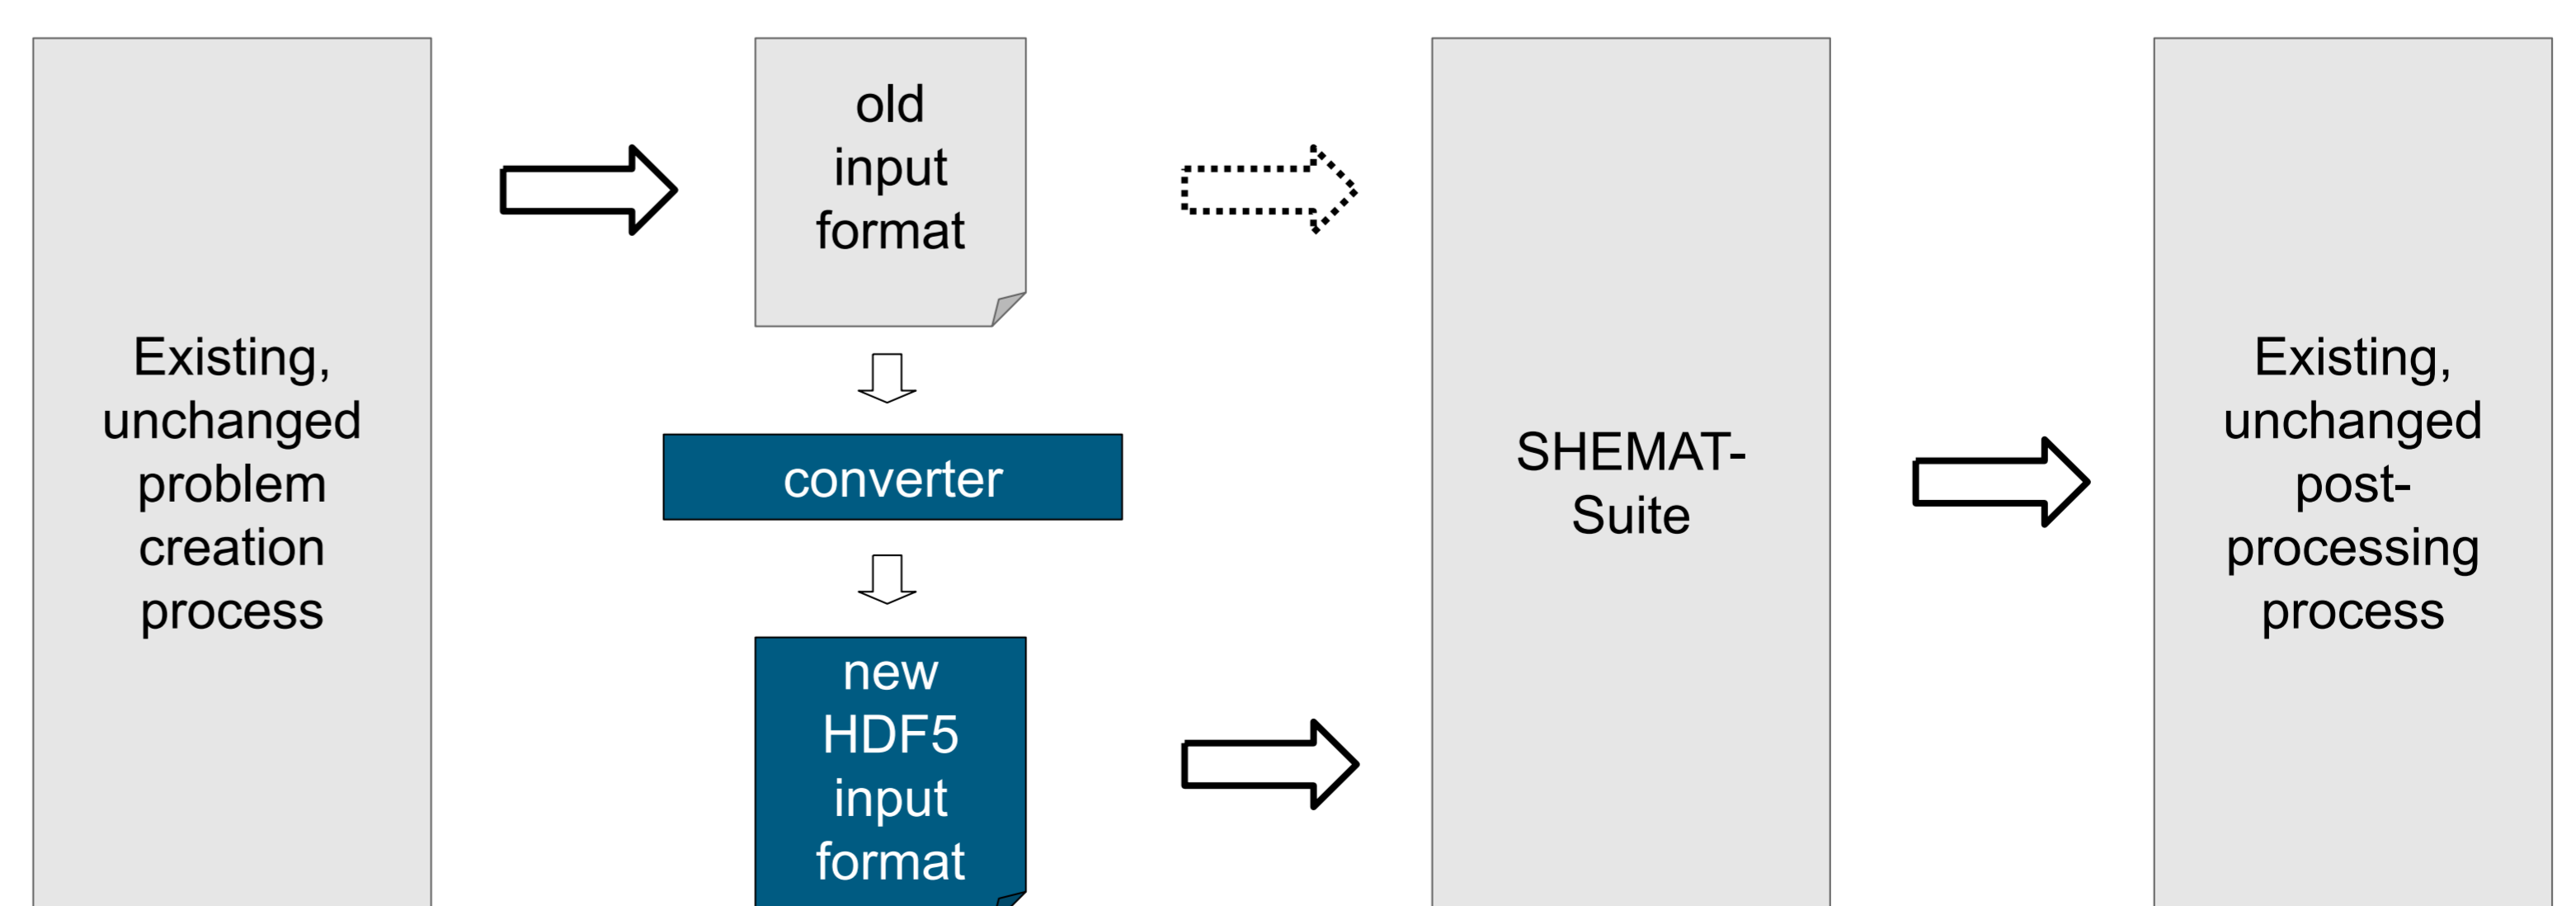 Existing,
unchanged
problem
creation
process
old
input
format
converter
new
HDF5
input
format
SHEMAT-
Suite
Existing,
unchanged
post-
processing
process